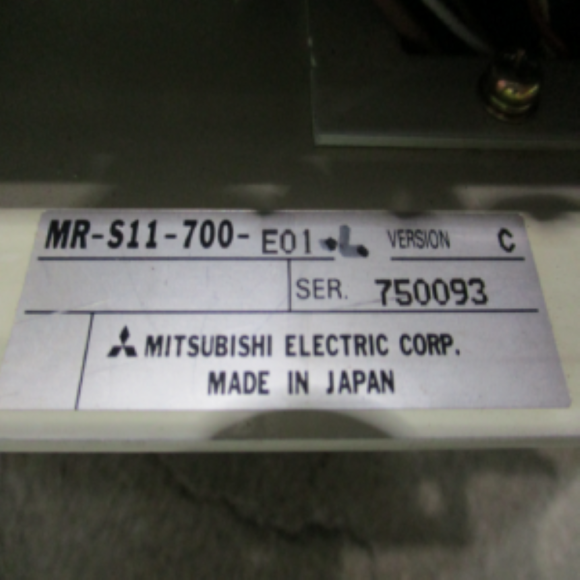 MR-S11-700- E01-L VERSION C
SER. 750093
MITSUBISHI ELECTRIC CORP.
MADE IN JAPAN